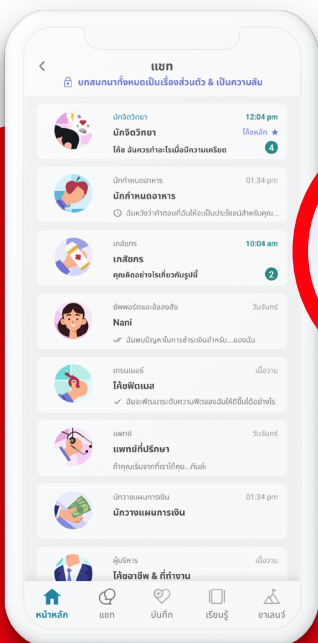 แชท
บทสนทนาทั้งหมดเป็นเรื่องส่วนตัว & เป็นความลับ
นักจิตวิทยา 12:04 pm
นักจิตวิทยา โค้ชหลัก
โค้ช ฉันควรทำอะไรเมื่อมีความเครียด 4
นักกำหนดอาหาร 01:34 pm
นักกำหนดอาหาร
ฉันหวังว่าคำตอบที่ฉันให้จะเป็นประโยชน์สำหรับคุณ...
เภสัชกร 10:04 am
เภสัชกร
คุณคิดอย่างไรเกี่ยวกับรูปนี้ 2
ซัพพอร์ตและข้อสงสัย วันจันทร์
Nani
ฉันพบปัญหาในการชำระเงินสำหรับ...ของฉัน
เทรนเนอร์ เมื่อวาน
โค้ชฟิตเนส
ฉันจะพัฒนาระดับความฟิตของฉันให้ดีขึ้นได้อย่างไร
แพทย์ วันจันทร์
แพทย์ที่ปรึกษา
ถ้าคุณเริ่มจากที่เราได้คุย...กันล่ะ
นักวางแผนการเงิน 01:34 pm
นักวางแผนการเงิน
ผู้บริหาร เมื่อวาน
โค้ชอาชีพ & ที่ทำงาน
หน้าหลัก แชท บันทึก เรียนรู้ ชาเลนจ์